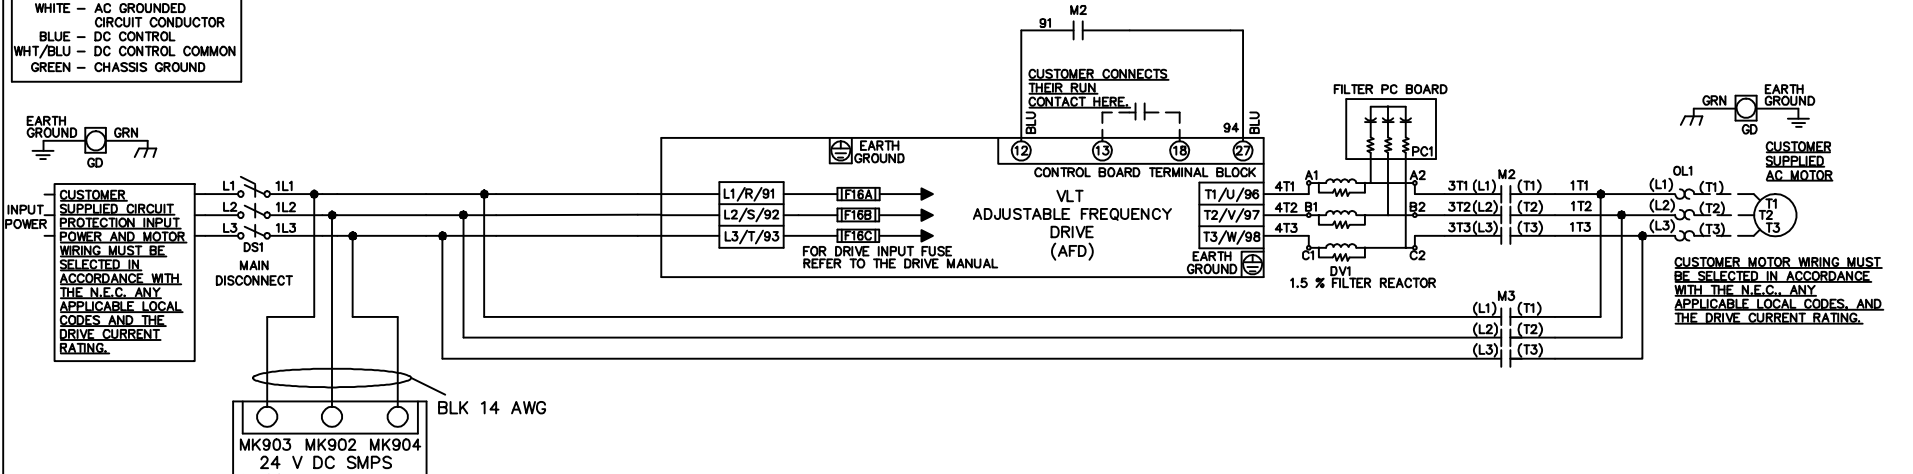 WHITE – AC GROUNDED
CIRCUIT CONDUCTOR
BLUE – DC CONTROL
WHT/BLU – DC CONTROL COMMON
GREEN – CHASSIS GROUND
EARTH
GROUND
GRN
GD
INPUT
POWER
CUSTOMER
SUPPLIED CIRCUIT
PROTECTION INPUT
POWER AND MOTOR
WIRING MUST BE
SELECTED IN
ACCORDANCE WITH
THE N.E.C. ANY
APPLICABLE LOCAL
CODES AND THE
DRIVE CURRENT
RATING.
L1 1L1
L2 1L2
L3 1L3
DS1
MAIN
DISCONNECT
BLK 14 AWG
MK903 MK902 MK904
24 V DC SMPS
M2
91
CUSTOMER CONNECTS
THEIR RUN
CONTACT HERE.
BLU
94 BLU
12 13 18 27
CONTROL BOARD TERMINAL BLOCK
EARTH
GROUND
L1/R/91
L2/S/92
L3/T/93
F16A
F16B
F16C
FOR DRIVE INPUT FUSE
REFER TO THE DRIVE MANUAL
VLT
ADJUSTABLE FREQUENCY
DRIVE
(AFD)
T1/U/96
T2/V/97
T3/W/98
EARTH
GROUND
4T1
4T2
4T3
FILTER PC BOARD
PC1
A1 A2
B1 B2
C1 C2
DV1
1.5 % FILTER REACTOR
M2
3T1 (L1) (T1) 1T1
3T2(L2) (T2) 1T2
3T3(L3) (T3) 1T3
M3
(L1) (T1)
(L2) (T2)
(L3) (T3)
GRN
EARTH
GROUND
GD
CUSTOMER
SUPPLIED
AC MOTOR
OL1
(L1) (T1)
(L2) (T2)
(L3) (T3)
T1
T2
T3
CUSTOMER MOTOR WIRING MUST
BE SELECTED IN ACCORDANCE
WITH THE N.E.C., ANY
APPLICABLE LOCAL CODES, AND
THE DRIVE CURRENT RATING.